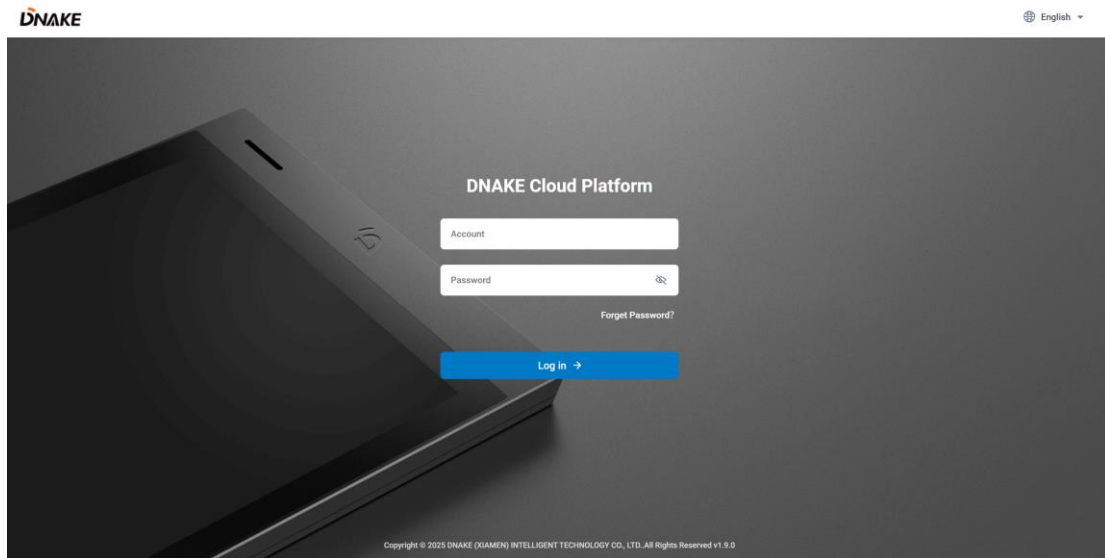 DNAKE
English
DNAKE Cloud Platform
Account
Password
Forget Password?
Log in →
Copyright © 2025 DNAKE (XIAMEN) INTELLIGENT TECHNOLOGY CO., LTD..All Rights Reserved v1.9.0